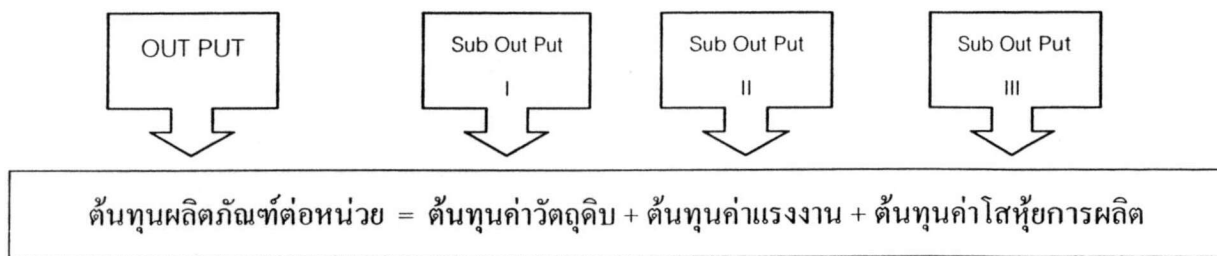 OUT PUT
Sub Out Put
I
Sub Out Put
II
Sub Out Put
III
ต้นทุนผลิตภัณฑ์ต่อหน่วย = ต้นทุนค่าวัตถุดิบ + ต้นทุนค่าแรงงาน + ต้นทุนค่าโสหุ้ยการผลิต